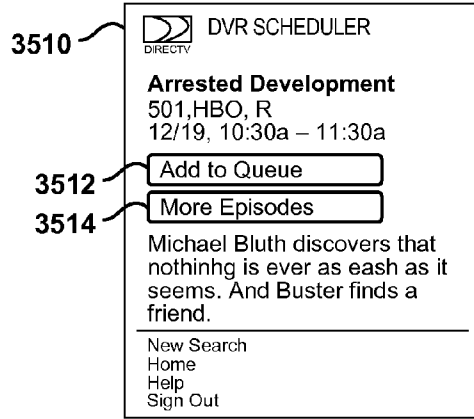 3510
DIRECTV
DVR SCHEDULER
Arrested Development
501,HBO, R
12/19, 10:30a – 11:30a
3512
Add to Queue
3514
More Episodes
Michael Bluth discovers that
nothinhg is ever as eash as it
seems. And Buster finds a
friend.
New Search
Home
Help
Sign Out